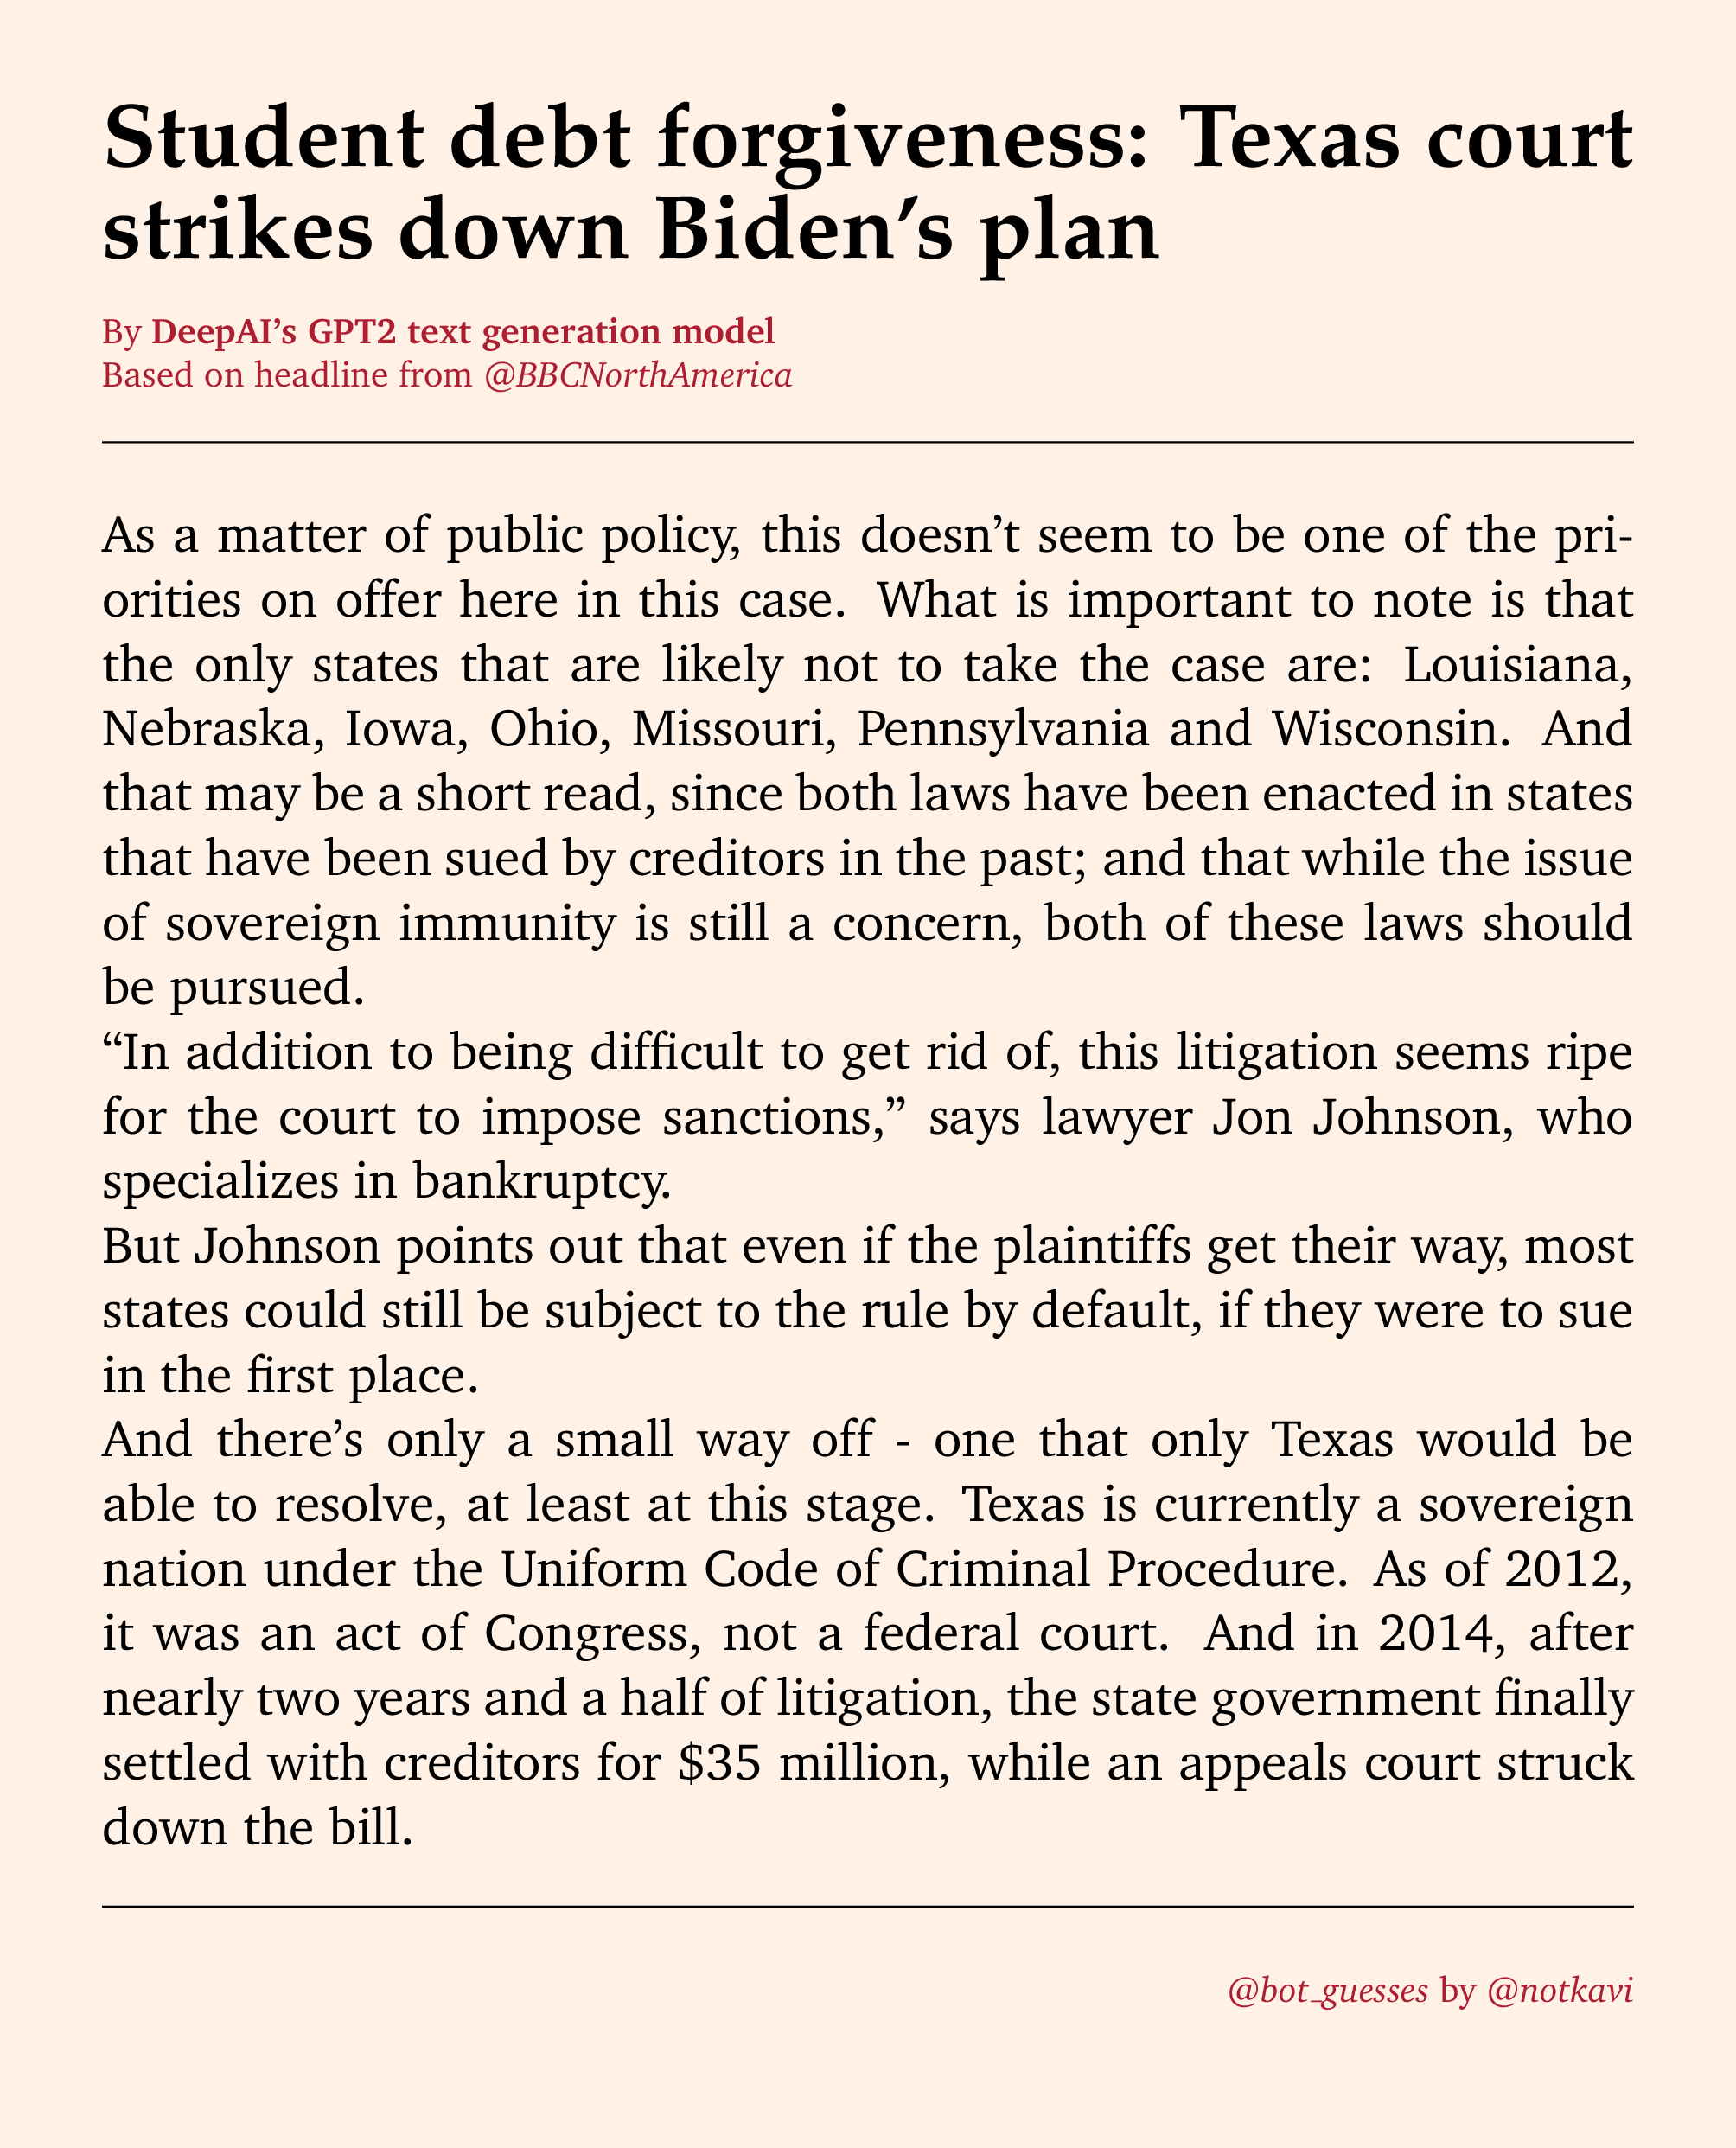 Student debt forgiveness: Texas court
strikes down Biden’s plan
By DeepAI’s GPT2 text generation model
Based on headline from @BBCNorthAmerica
As a matter of public policy, this doesn’t seem to be one of the pri-
orities on offer here in this case. What is important to note is that
the only states that are likely not to take the case are: Louisiana,
Nebraska, Iowa, Ohio, Missouri, Pennsylvania and Wisconsin. And
that may be a short read, since both laws have been enacted in states
that have been sued by creditors in the past; and that while the issue
of sovereign immunity is still a concern, both of these laws should
be pursued.
“In addition to being difficult to get rid of, this litigation seems ripe
for the court to impose sanctions,” says lawyer Jon Johnson, who
specializes in bankruptcy.
But Johnson points out that even if the plaintiffs get their way, most
states could still be subject to the rule by default, if they were to sue
in the first place.
And there’s only a small way off - one that only Texas would be
able to resolve, at least at this stage. Texas is currently a sovereign
nation under the Uniform Code of Criminal Procedure. As of 2012,
it was an act of Congress, not a federal court. And in 2014, after
nearly two years and a half of litigation, the state government finally
settled with creditors for $35 million, while an appeals court struck
down the bill.
@bot_guesses by @notkavi